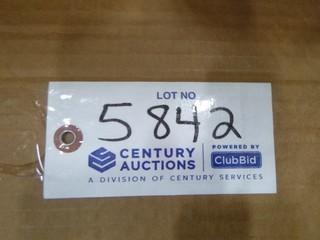 LOT NO
5842
CENTURY AUCTIONS
POWERED BY
ClubBid
A DIVISION OF CENTURY SERVICES